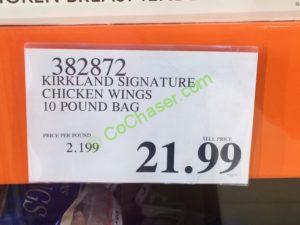 382872
KIRKLAND SIGNATURE
CHICKEN WINGS
10 POUND BAG
CoChaser.com
PRICE PER POUND
2.199
SELL PRICE
21.99